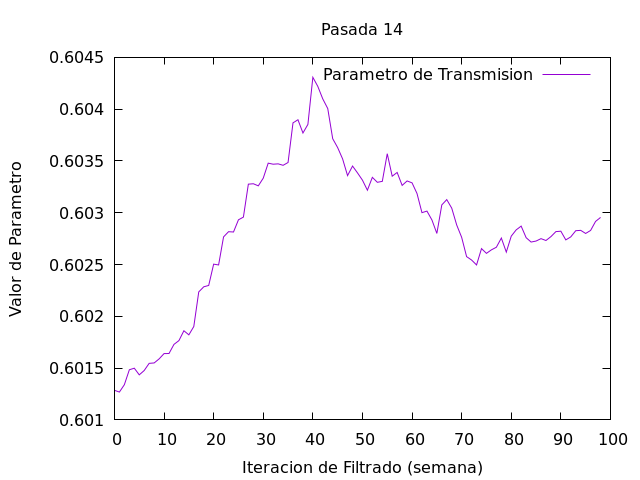 Pasada 14
Parametro de Transmision
0.6045
0.604
0.6035
0.603
0.6025
0.602
0.6015
0.601
Valor de Parametro
0 10 20 30 40 50 60 70 80 90 100
Iteracion de Filtrado (semana)